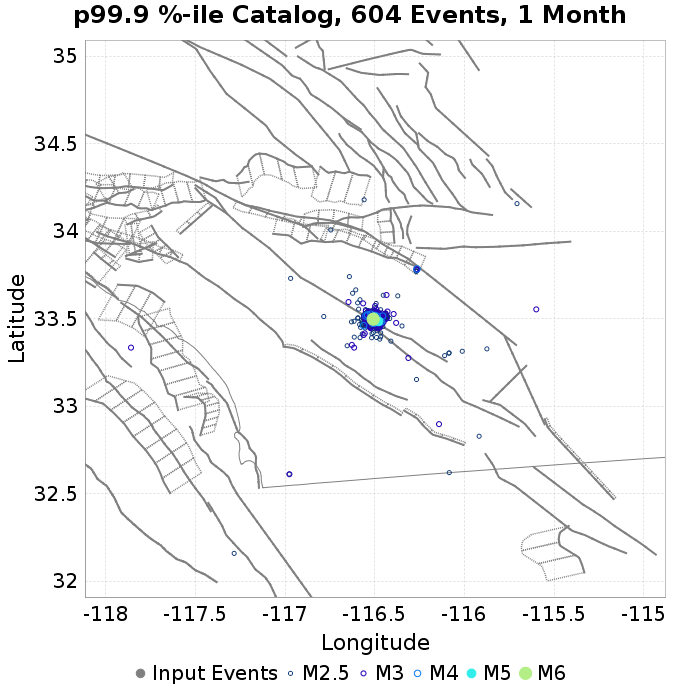 p99.9 %-ile Catalog, 604 Events, 1 Month
35
34.5
34
33.5
33
32.5
32
Latitude
-118 -117.5 -117 -116.5 -116 -115.5 -115
Longitude
Input Events M2.5 M3 M4 M5 M6